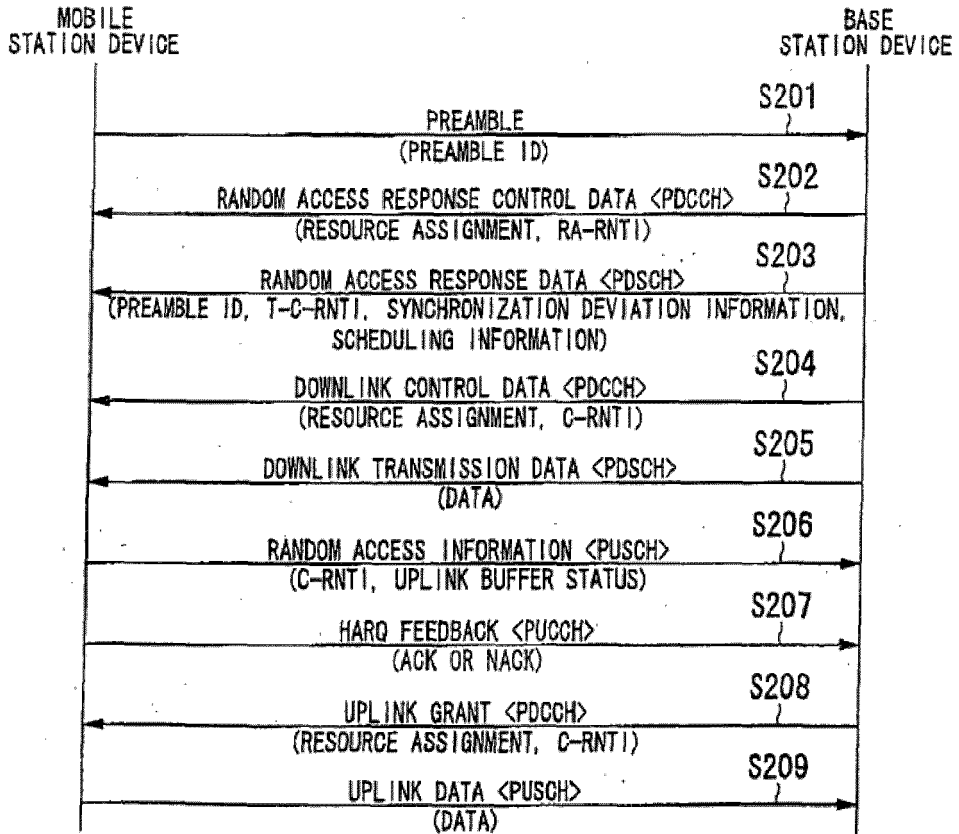 MOBILE
STATION DEVICE
BASE
STATION DEVICE
S201
PREAMBLE
(PREAMBLE ID)
S202
RANDOM ACCESS RESPONSE CONTROL DATA <PDCCH>
(RESOURCE ASSIGNMENT, RA-RNTI)
S203
RANDOM ACCESS RESPONSE DATA <PDSCH>
(PREAMBLE ID, T-C-RNTI, SYNCHRONIZATION DEVIATION INFORMATION,
SCHEDULING INFORMATION)
S204
DOWNLINK CONTROL DATA <PDCCH>
(RESOURCE ASSIGNMENT, C-RNTI)
S205
DOWNLINK TRANSMISSION DATA <PDSCH>
(DATA)
S206
RANDOM ACCESS INFORMATION <PUSCH>
(C-RNTI, UPLINK BUFFER STATUS)
S207
HARQ FEEDBACK <PUCCH>
(ACK OR NACK)
S208
UPLINK GRANT <PDCCH>
(RESOURCE ASSIGNMENT, C-RNTI)
S209
UPLINK DATA <PUSCH>
(DATA)